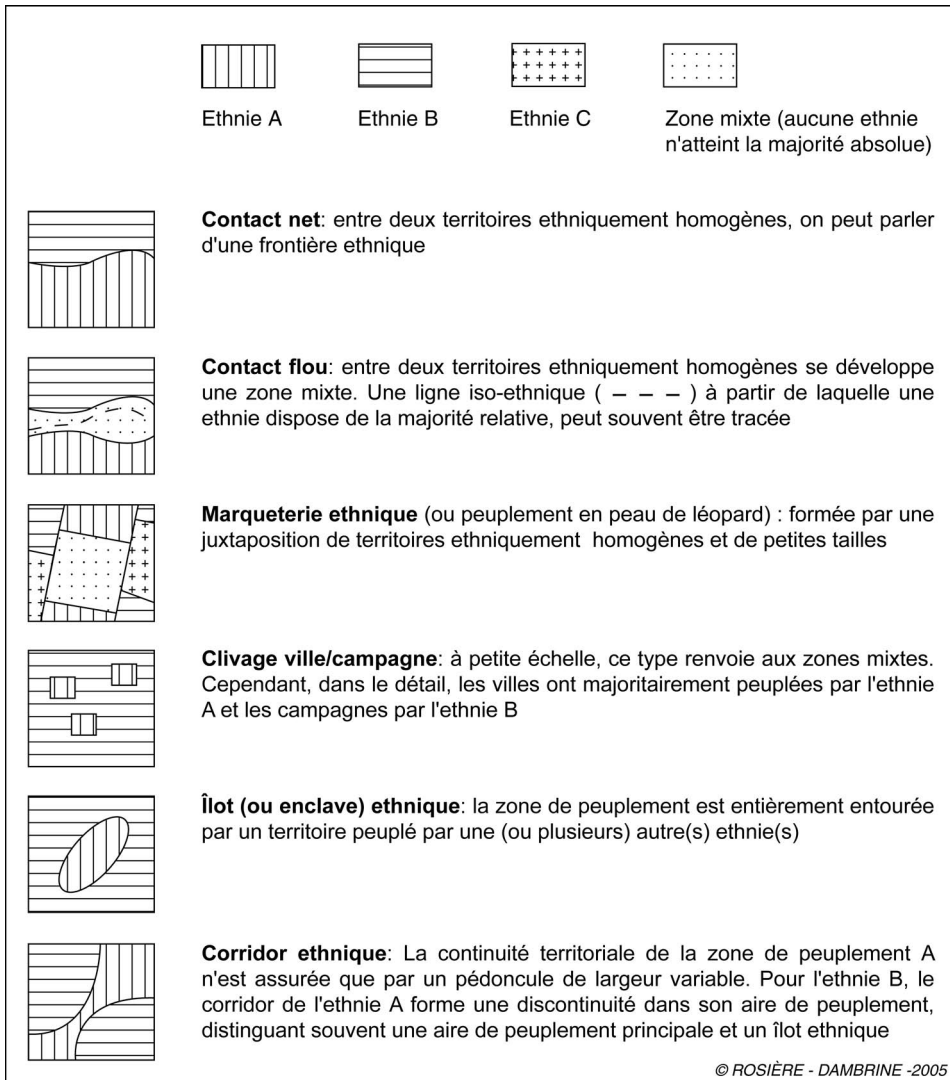 Ethnie A
Ethnie B
Ethnie C
Zone mixte (aucune ethnie
n'atteint la majorité absolue)
Contact net: entre deux territoires ethniquement homogènes, on peut parler
d'une frontière ethnique
Contact flou: entre deux territoires ethniquement homogènes se développe
une zone mixte. Une ligne iso-ethnique ( – – – ) à partir de laquelle une
ethnie dispose de la majorité relative, peut souvent être tracée
Marqueterie ethnique (ou peuplement en peau de léopard) : formée par une
juxtaposition de territoires ethniquement homogènes et de petites tailles
Clivage ville/campagne: à petite échelle, ce type renvoie aux zones mixtes.
Cependant, dans le détail, les villes ont majoritairement peuplées par l'ethnie
A et les campagnes par l'ethnie B
Îlot (ou enclave) ethnique: la zone de peuplement est entièrement entourée
par un territoire peuplé par une (ou plusieurs) autre(s) ethnie(s)
Corridor ethnique: La continuité territoriale de la zone de peuplement A
n'est assurée que par un pédoncule de largeur variable. Pour l'ethnie B, le
corridor de l'ethnie A forme une discontinuité dans son aire de peuplement,
distinguant souvent une aire de peuplement principale et un îlot ethnique
© ROSIÈRE - DAMBRINE -2005